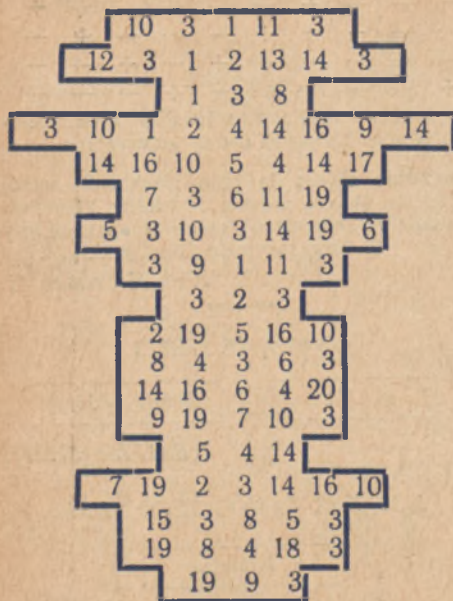 10 3 1 11 3
12 3 1 2 13 14 3
1 3 8
3 10 1 2 4 14 16 9 14
14 16 10 5 4 14 17
7 3 6 11 19
5 3 10 3 14 19 6
3 9 1 11 3
3 2 3
2 19 5 16 10
8 4 3 6 3
14 16 6 4 20
9 19 7 10 3
5 4 14
7 19 2 3 14 16 10
15 3 8 5 3
19 8 4 18 3
19 9 3